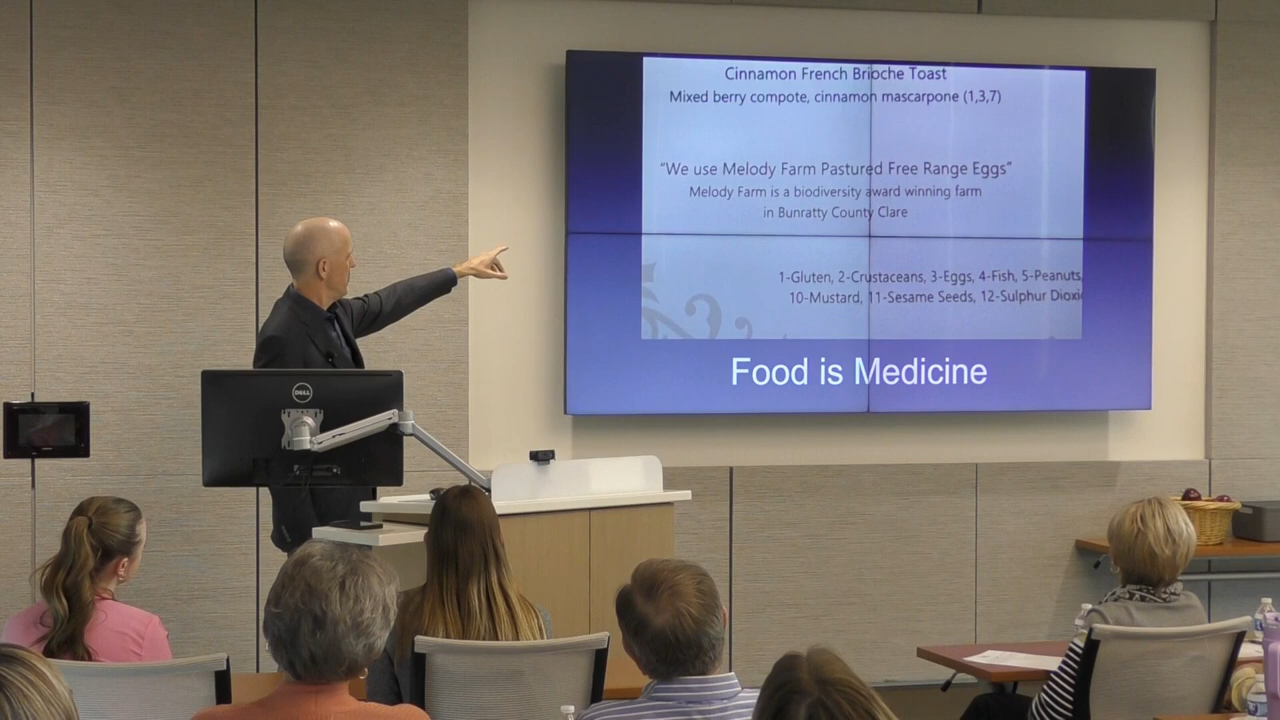 Cinnamon French Brioche Toast
Mixed berry compote, cinnamon mascarpone (1,3,7)
“We use Melody Farm Pastured Free Range Eggs”
Melody Farm is a biodiversity award winning farm
in Bunratty County Clare
1-Gluten, 2-Crustaceans, 3-Eggs, 4-Fish, 5-Peanuts,
10-Mustard, 11-Sesame Seeds, 12-Sulphur
Food is Medicine
DELL